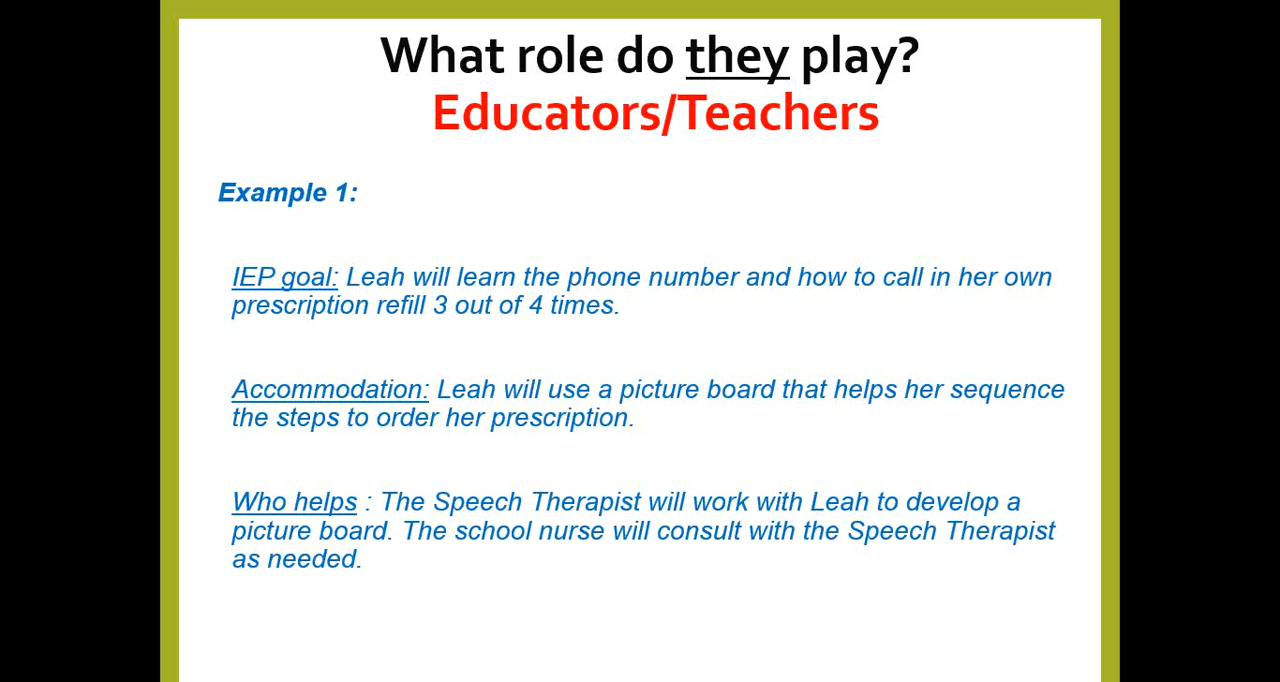 What role do they play?
Educators/Teachers
Example 1:
IEP goal: Leah will learn the phone number and how to call in her own
prescription refill 3 out of 4 times.
Accommodation: Leah will use a picture board that helps her sequence
the steps to order her prescription.
Who helps : The Speech Therapist will work with Leah to develop a
picture board. The school nurse will consult with the Speech Therapist
as needed.